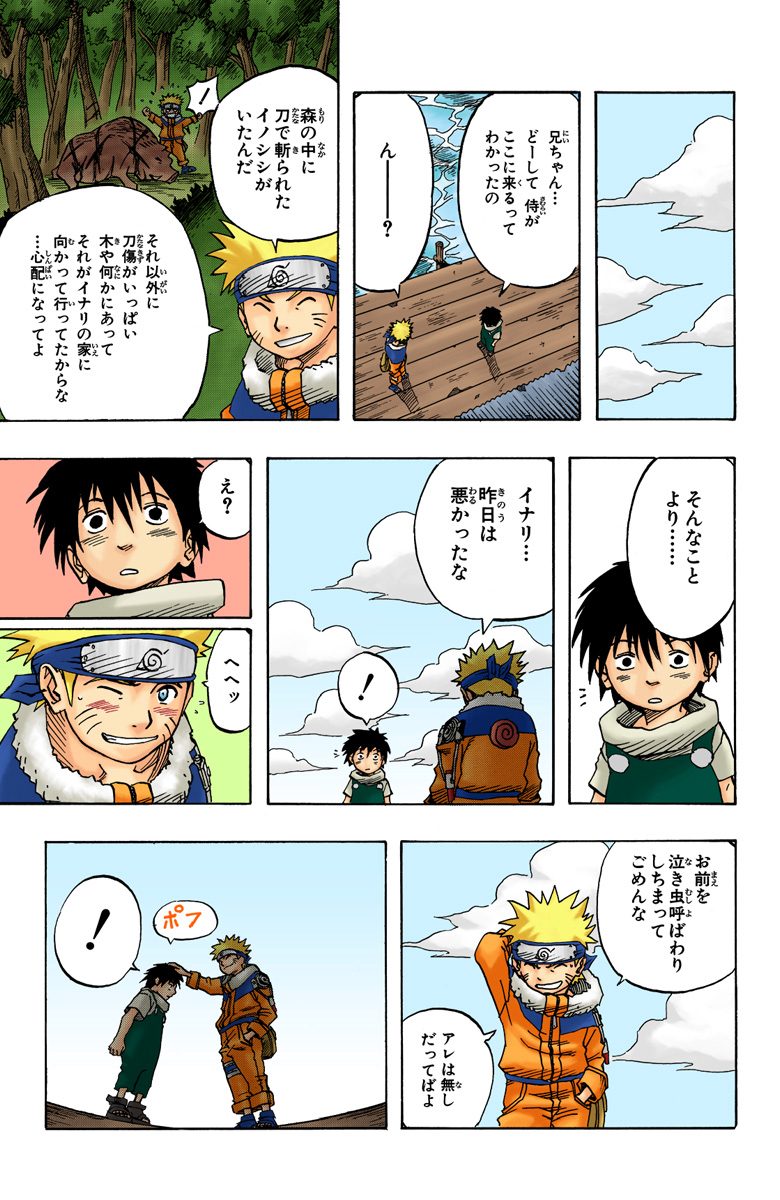 兄ちゃん…
どーして侍が
ここに来るって
わかったの
ん――？
森の中に
刀で斬られた
イノシシが
いたんだ
！
それ以外に
刀傷がいっぱい
木や何かにあって
それがイナリの家に
向かって行ってたからな
…心配になってよ
そんなこと
より……
イナリ…
昨日は
悪かったな
！
え？
へヘッ
お前を
泣き虫呼ばわり
しちまって
ごめんな
アレは無し
だってばよ
ポフ
！